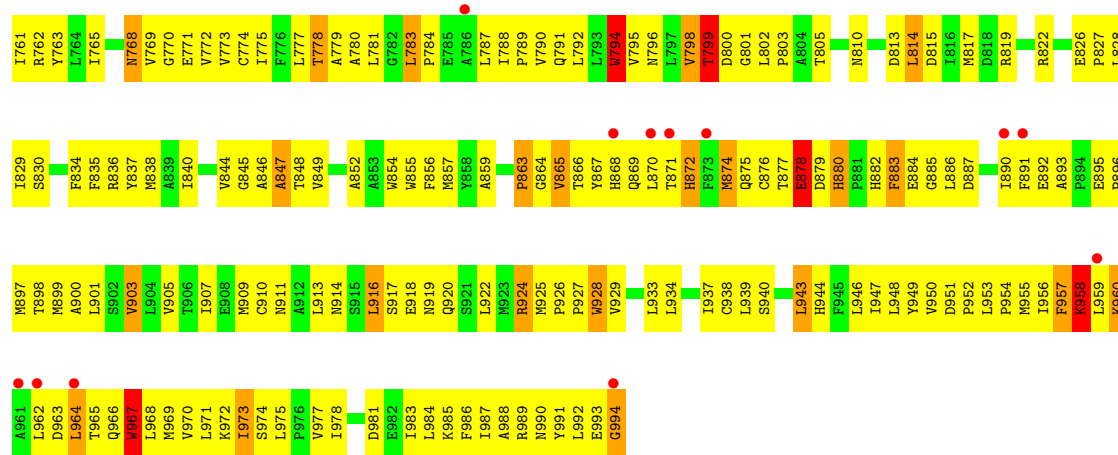 I761 R762 Y763 L764 I765 N768 V769 G770 E771 V772 V773 C774 I775 F776 L777 T778 A779 A780 L781 G782 L783 P784 E785 A786 L787 I788 P789 V790 Q791 L792 L793 W794 V795 N796 L797 V798 T799 D800 G801 L802 P803 A804 T805 N810 D813 L814 D815 I816 M817 D818 R819 R822 E826 P827 L828
I829 S830 F834 F835 R836 Y837 M838 A839 I840 V844 G845 A846 A847 T848 V849 A852 A853 W854 W855 F856 M857 Y858 A859 P863 G864 V865 T866 Y867 H868 Q869 L870 T871 H872 F873 M874 Q875 C876 T877 E878 D879 H880 P881 H882 F883 E884 G885 L886 D887 I890 F891 E892 A893 P894 E895 P896
M897 T898 M899 A900 L901 S902 V903 L904 V905 T906 I907 E908 M909 C910 N911 A912 L913 N914 S915 L916 S917 E918 N919 Q920 S921 L922 M923 R924 M925 P926 P927 W928 V929 L933 L934 I937 C938 L939 S940 L943 H944 F945 L946 I947 L948 Y949 V950 D951 P952 L953 P954 M955 I956 F957 K958 L959 K960
A961 L962 D963 L964 T965 Q966 W967 L968 M969 V970 L971 K972 I973 S974 L975 P976 V977 I978 D981 E982 I983 L984 K985 F986 I987 A988 R989 N990 Y991 L992 E993 G994